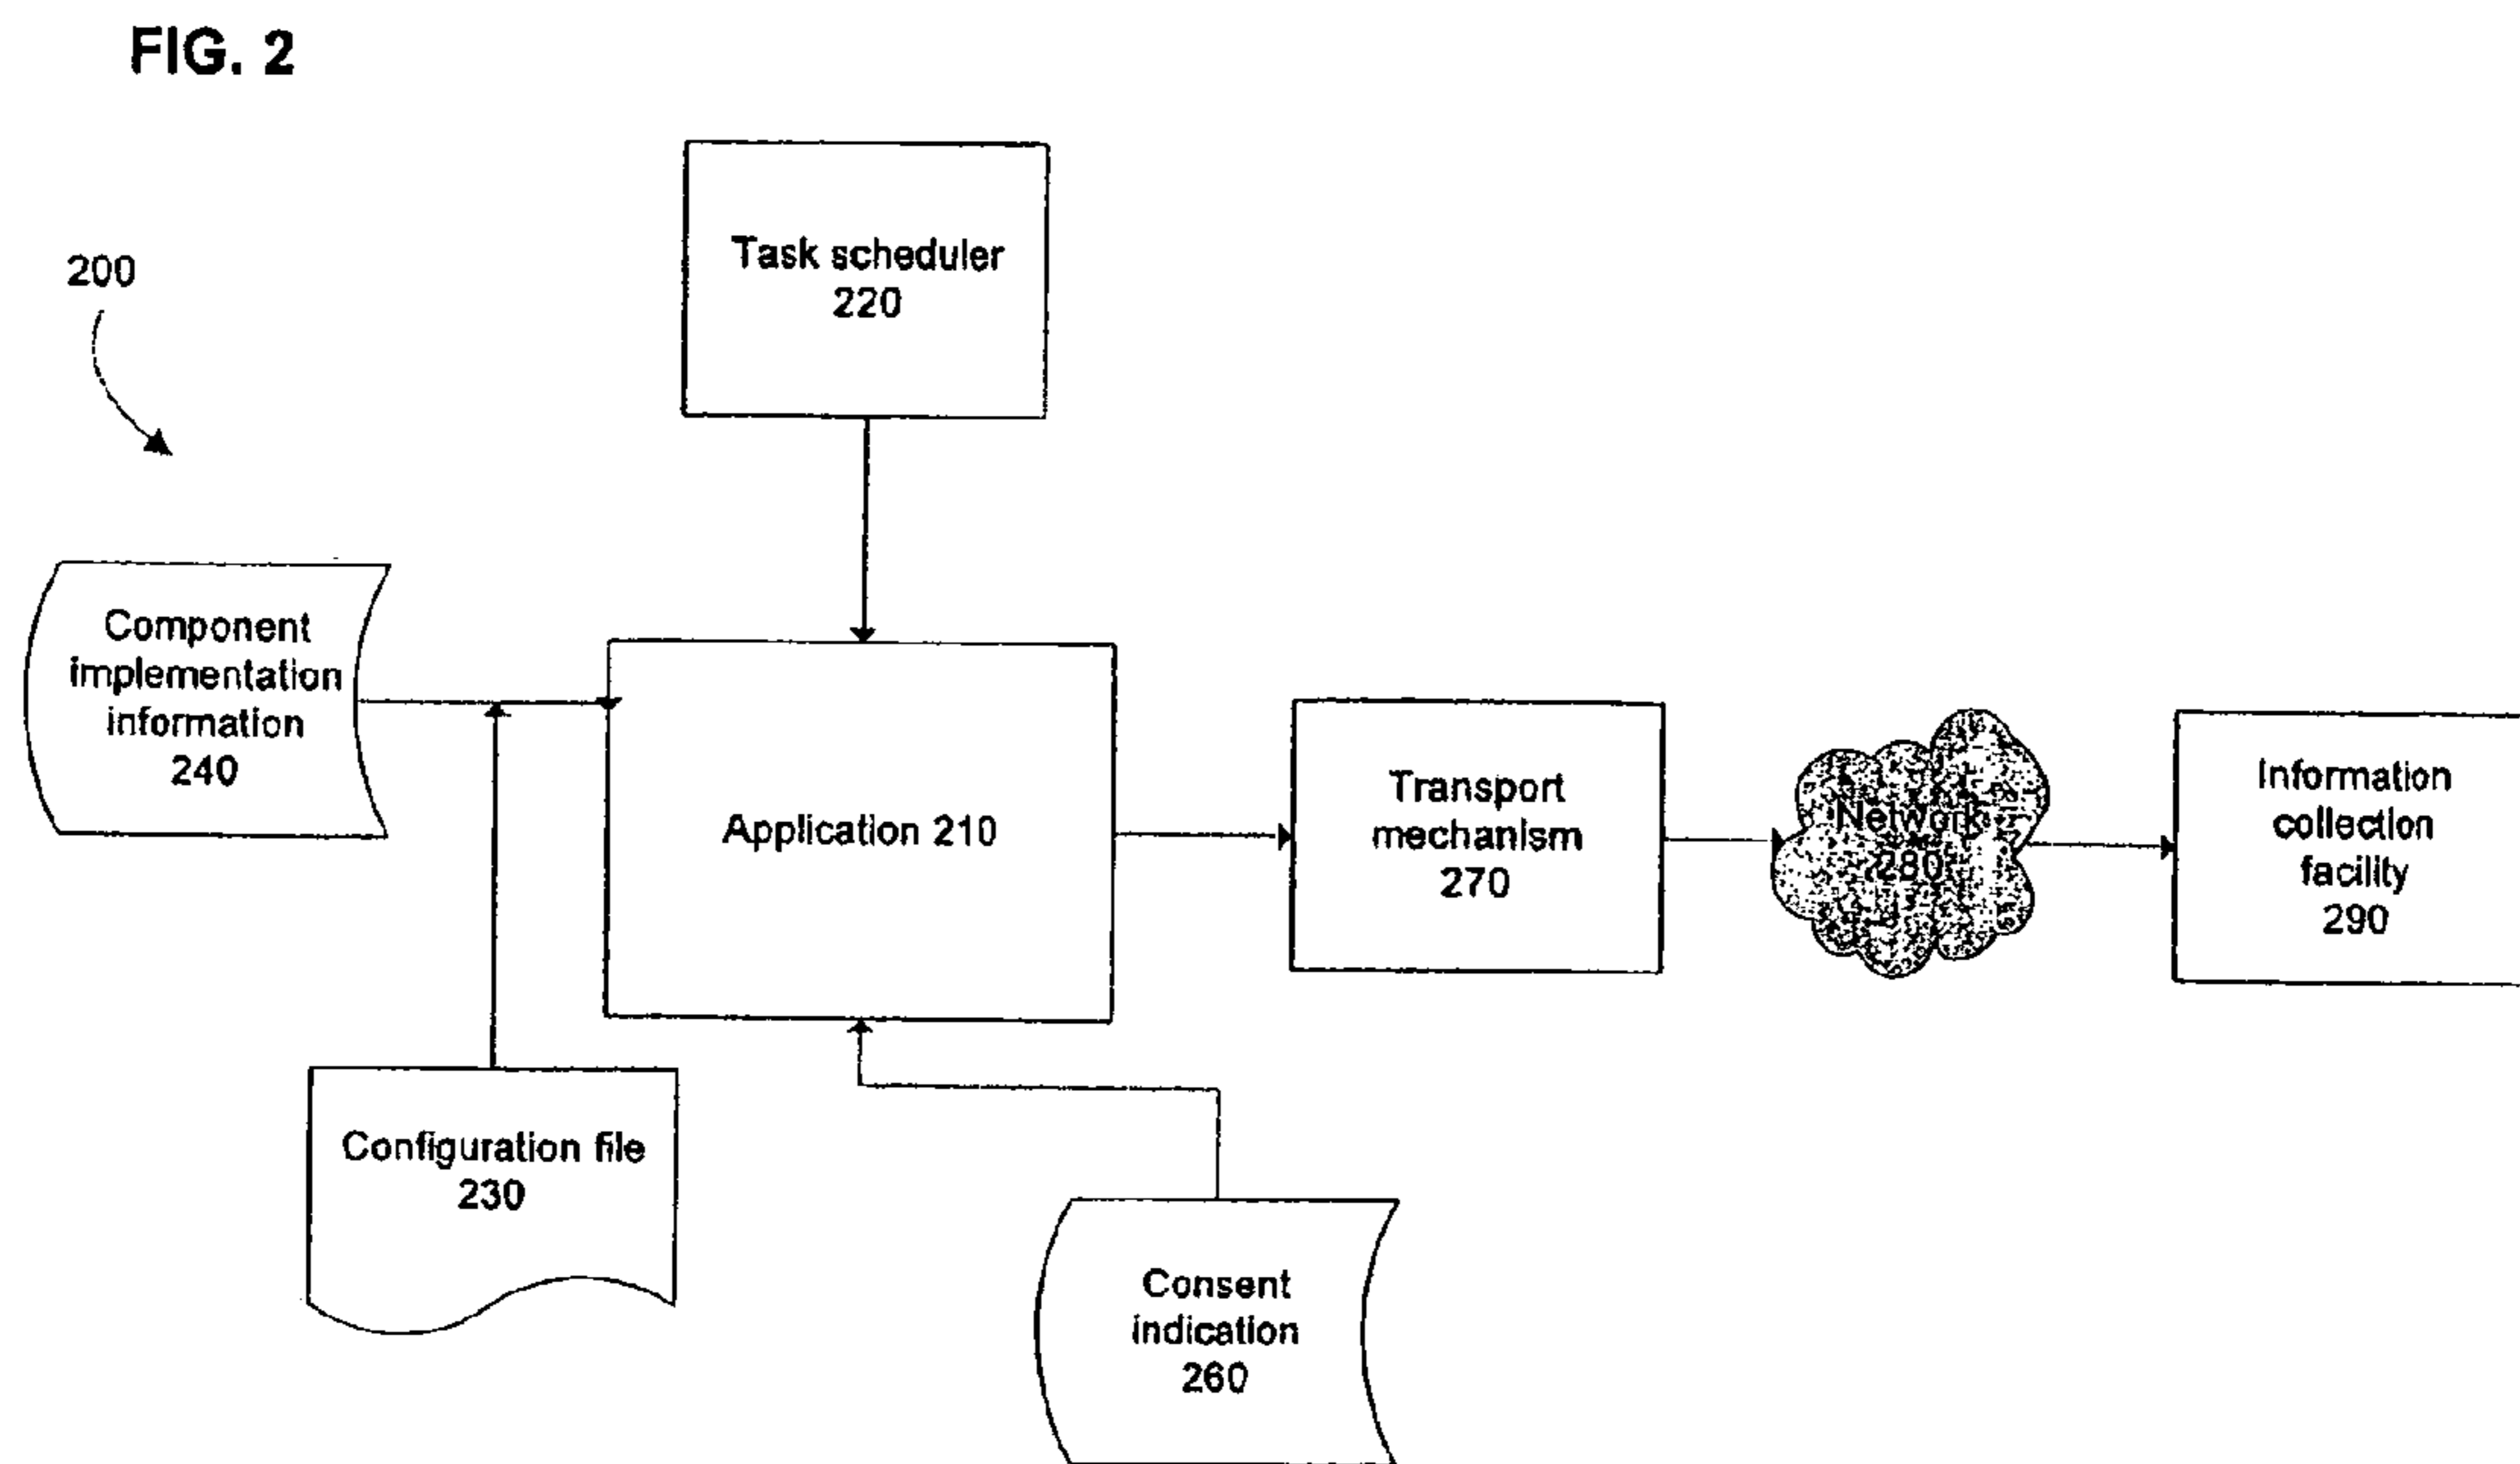 FIG. 2
Task scheduler
220
200
Component
implementation
information
240
Application 210
Transport
mechanism
270
Network
280
Information
collection
facility
290
Configuration file
230
Consent
indication
260